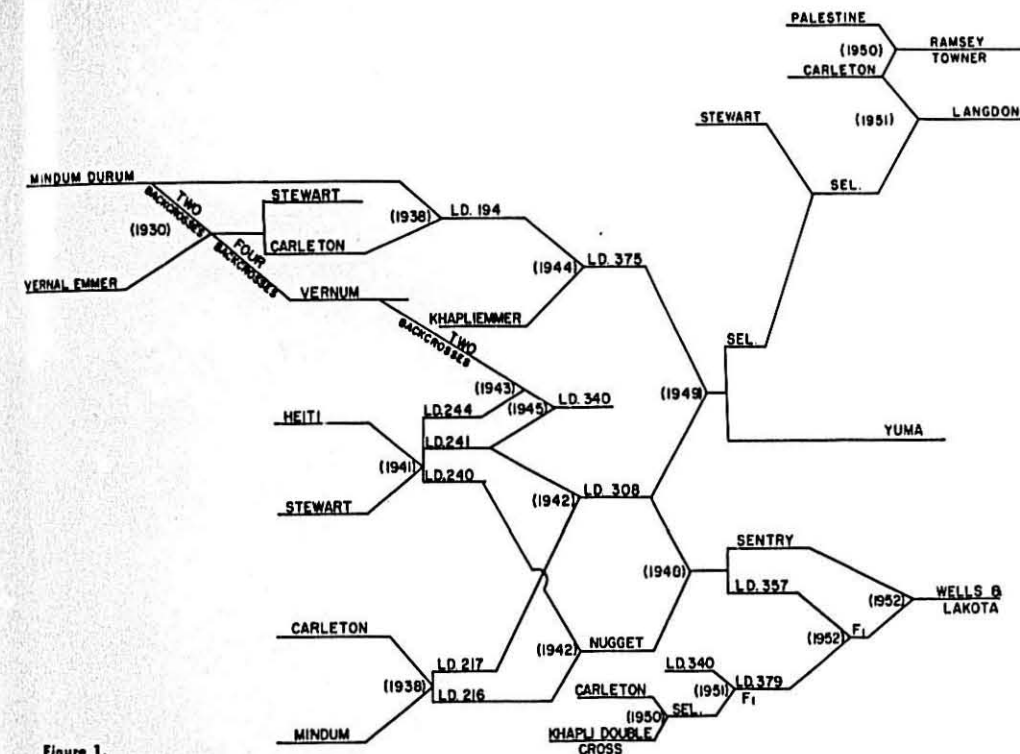 PALESTINE
(1950)
RAMSEY
TOWNER
CARLETON
STEWART
(1951)
LANGDON
MINDUM DURUM
TWO
BACKCROSSES
STEWART
(1938)
LD. 194
SEL.
(1930)
FOUR
BACKCROSSES
CARLETON
(1944)
LD. 375
VERNAL EMMER
VERNUM
KHAPLIEMMER
TWO
BACKCROSSES
SEL.
(1943)
(1945)
LD. 340
(1949)
HEITI
LD.244
LD.241
YUMA
(1941)
LD.240
STEWART
(1942)
LD. 308
SENTRY
(1948)
LD.357
WELLS &
LAKOTA
(1952)
CARLETON
(1952)
F1
LD.217
(1942)
NUGGET
LD.340
(1938)
LD.216
CARLETON
(1951)
LD.379
F1
(1950)
SEL.
MINDUM
KHAPLI DOUBLE
CROSS
Figure 1.